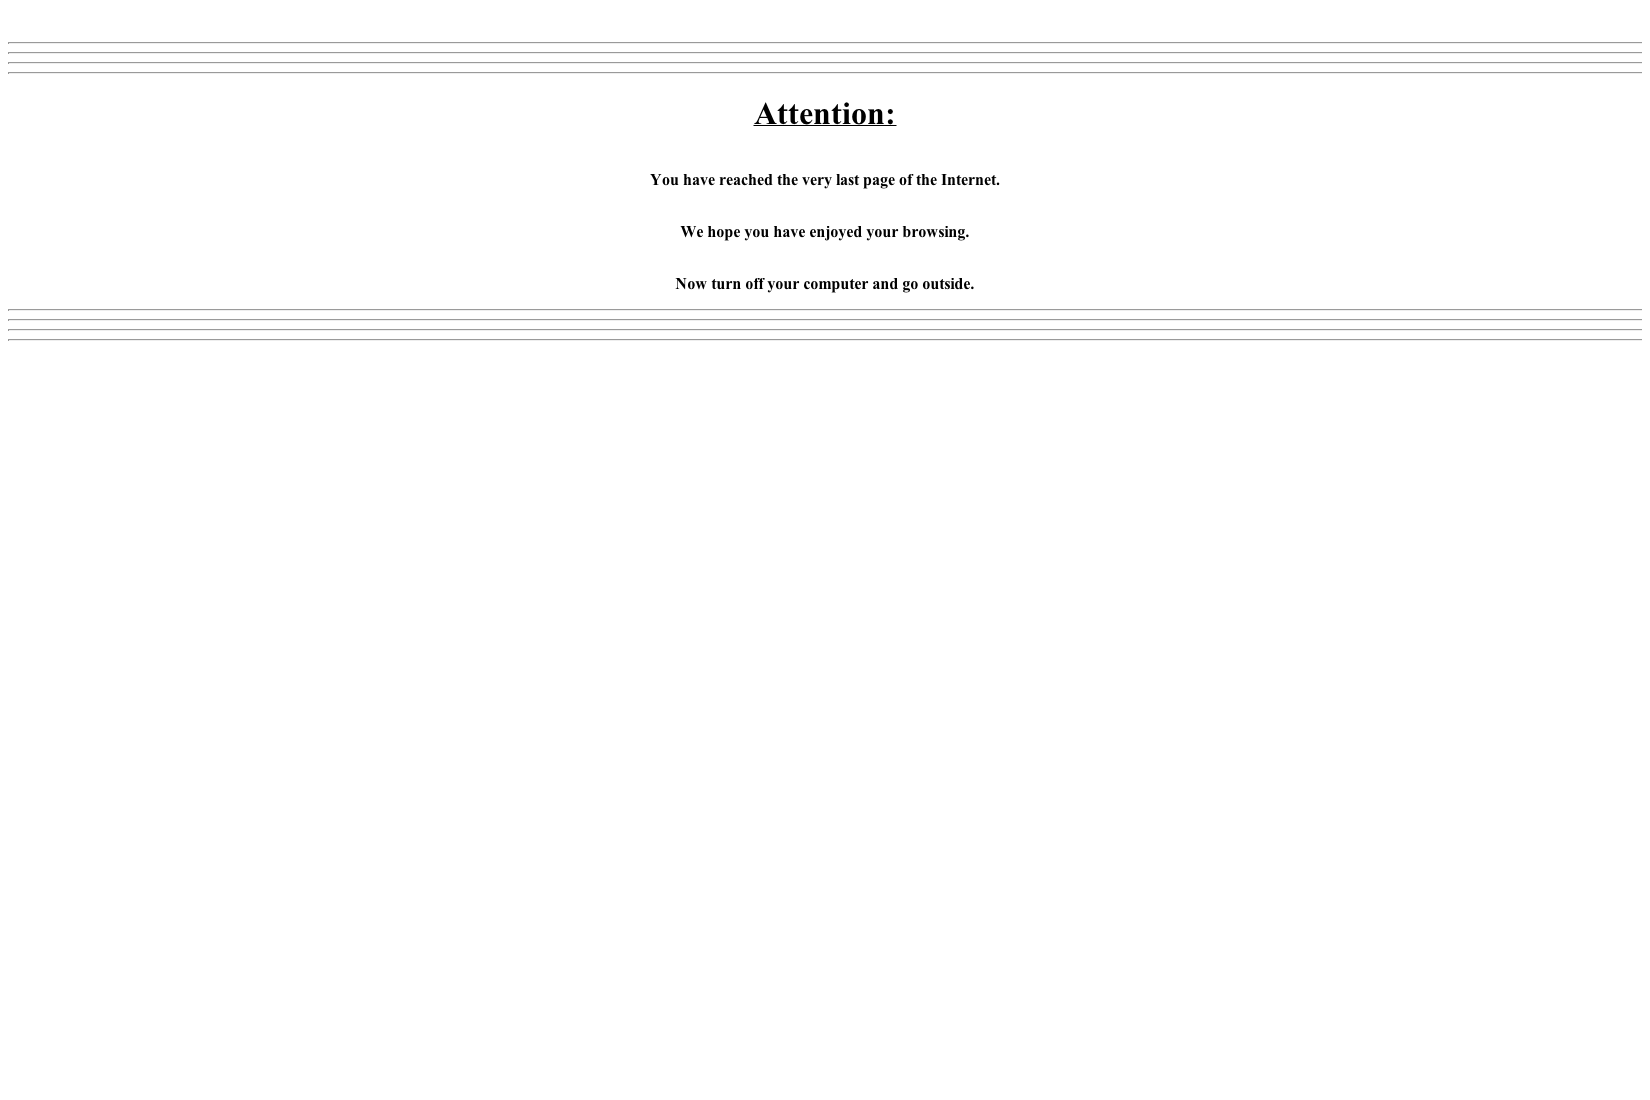 Attention:
You have reached the very last page of the Internet.
We hope you have enjoyed your browsing.
Now turn off your computer and go outside.